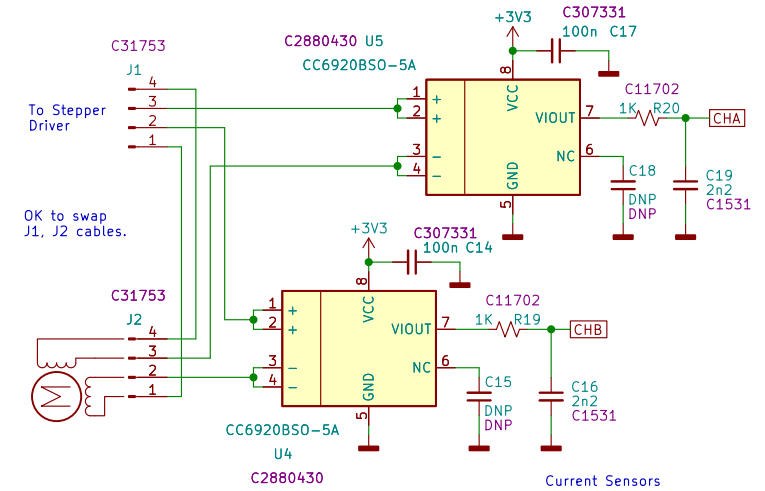 +3V3
C307331
100n C17
C2880430 U5
CC6920BSO-5A
C31753
J1
4
3
2
1
To Stepper
Driver
8
VCC
1
+
2
+
3
−
4
−
VIOUT
7
NC
6
GND
5
C11702
1K R20
CHA
C18
DNP
DNP
C19
2n2
C1531
OK to swap
J1, J2 cables.
+3V3
C307331
100n C14
C31753
J2
4
3
2
1
M
8
VCC
1
+
2
+
3
−
4
−
VIOUT
7
NC
6
GND
5
C11702
1K R19
CHB
C15
DNP
DNP
C16
2n2
C1531
CC6920BSO-5A
U4
C2880430
Current Sensors